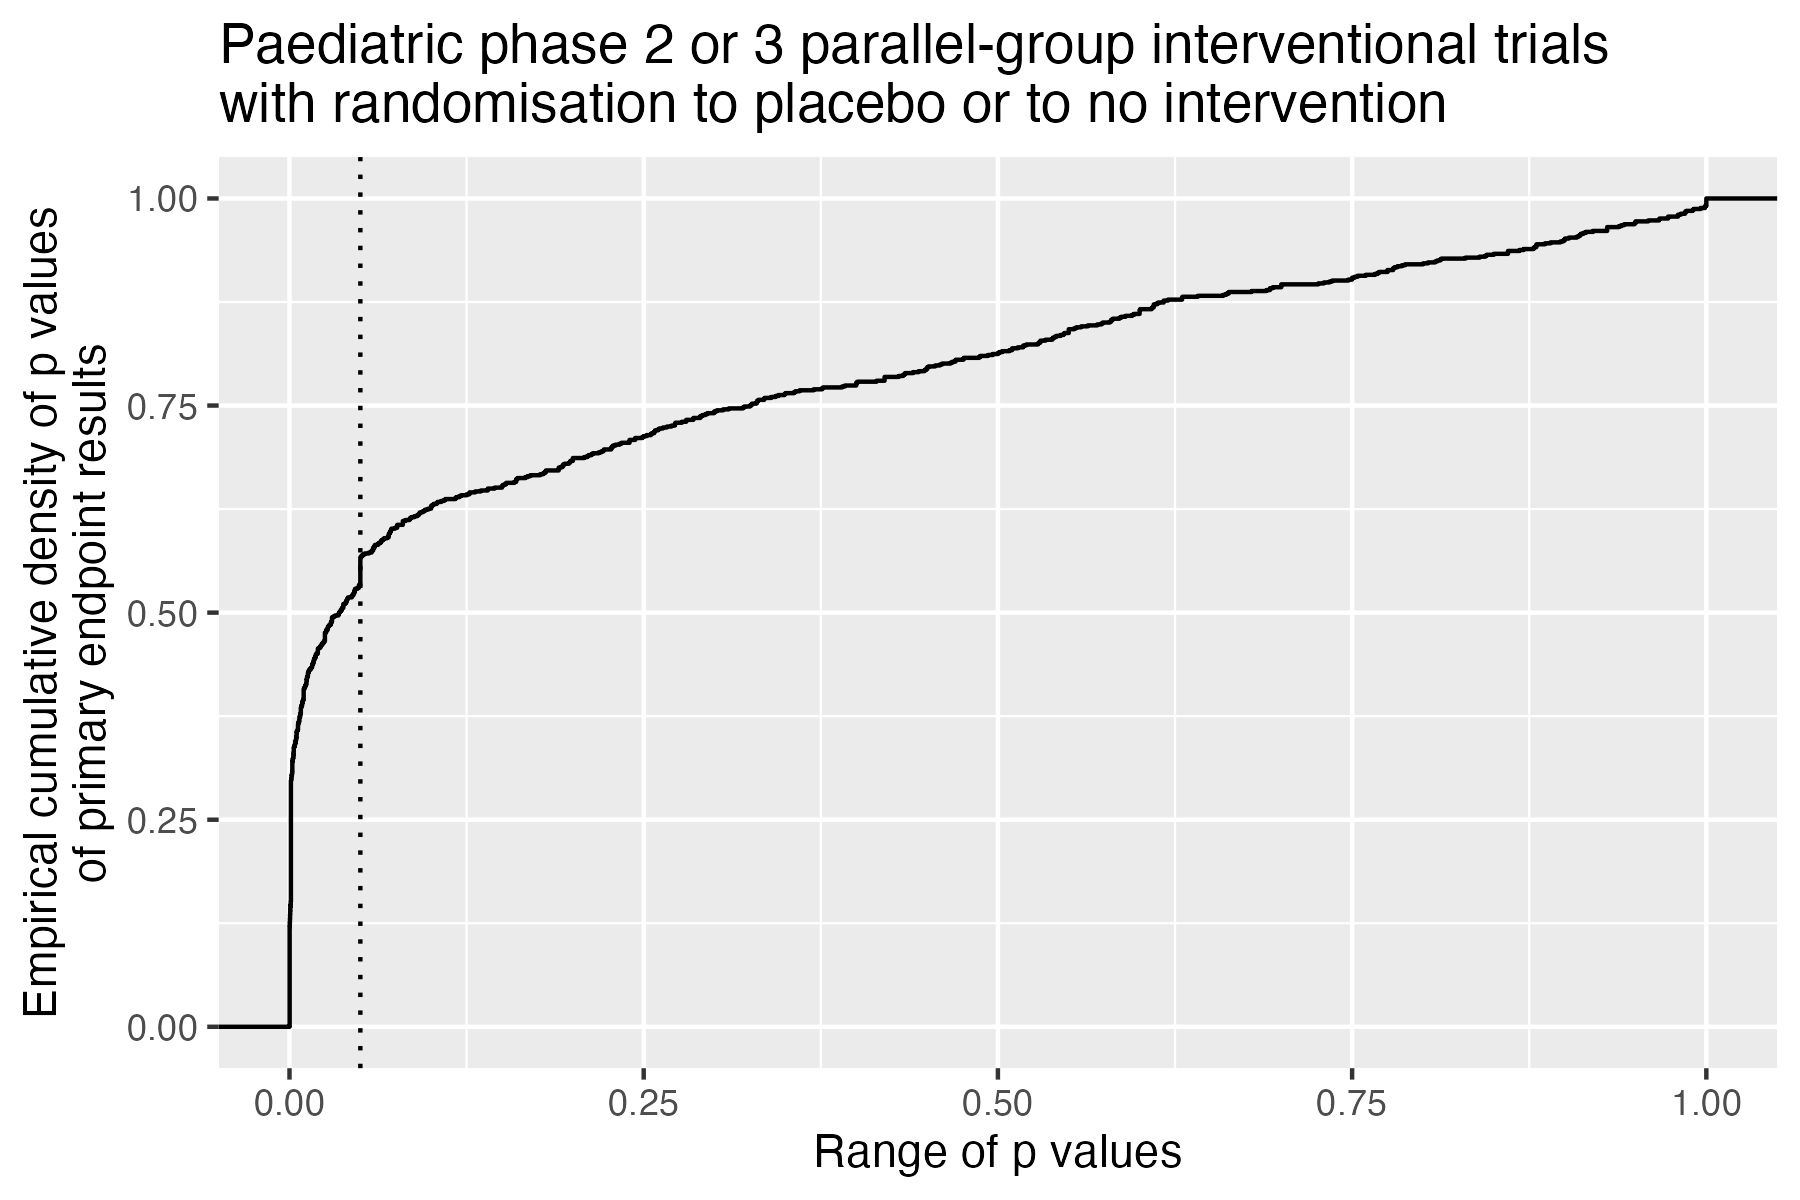 Paediatric phase 2 or 3 parallel-group interventional trials
with randomisation to placebo or to no intervention
Empirical cumulative density of p values
of primary endpoint results
1.00
0.75
0.50
0.25
0.00
0.00 0.25 0.50 0.75 1.00
Range of p values